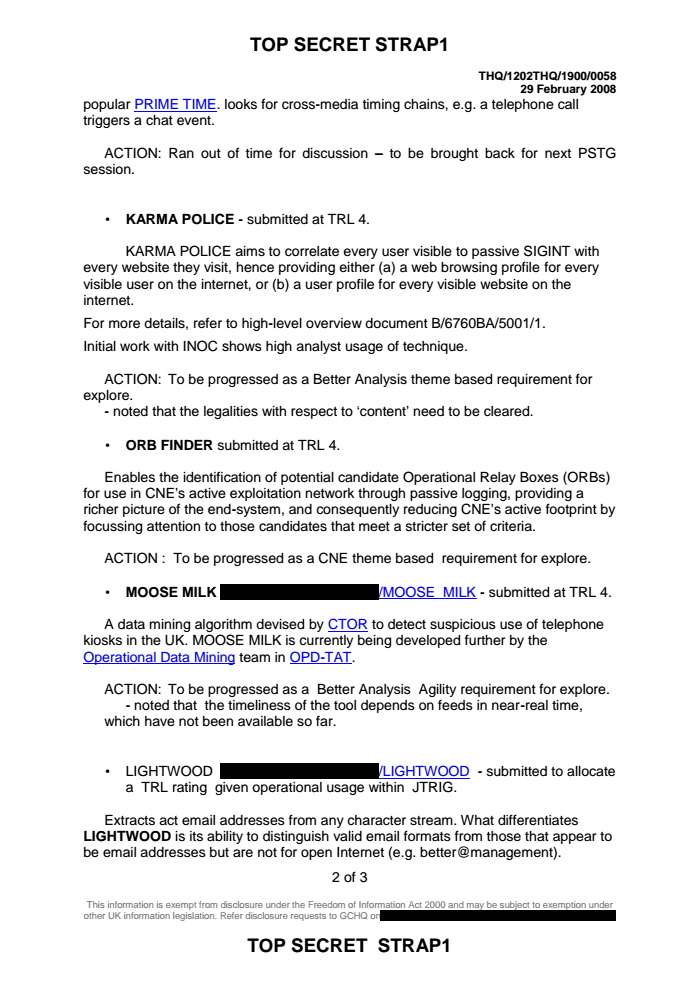 TOP SECRET STRAP1
THQ/1202THQ/1900/0058
29 February 2008
popular PRIME TIME. looks for cross-media timing chains, e.g. a telephone call
triggers a chat event.
ACTION: Ran out of time for discussion – to be brought back for next PSTG
session.
• KARMA POLICE - submitted at TRL 4.
KARMA POLICE aims to correlate every user visible to passive SIGINT with
every website they visit, hence providing either (a) a web browsing profile for every
visible user on the internet, or (b) a user profile for every visible website on the
internet.
For more details, refer to high-level overview document B/6760BA/5001/1.
Initial work with INOC shows high analyst usage of technique.
ACTION: To be progressed as a Better Analysis theme based requirement for
explore.
- noted that the legalities with respect to ‘content’ need to be cleared.
• ORB FINDER submitted at TRL 4.
Enables the identification of potential candidate Operational Relay Boxes (ORBs)
for use in CNE’s active exploitation network through passive logging, providing a
richer picture of the end-system, and consequently reducing CNE’s active footprint by
focussing attention to those candidates that meet a stricter set of criteria.
ACTION : To be progressed as a CNE theme based requirement for explore.
• MOOSE MILK /MOOSE_MILK - submitted at TRL 4.
A data mining algorithm devised by CTOR to detect suspicious use of telephone
kiosks in the UK. MOOSE MILK is currently being developed further by the
Operational Data Mining team in OPD-TAT.
ACTION: To be progressed as a Better Analysis Agility requirement for explore.
- noted that the timeliness of the tool depends on feeds in near-real time,
which have not been available so far.
• LIGHTWOOD /LIGHTWOOD - submitted to allocate
a TRL rating given operational usage within JTRIG.
Extracts act email addresses from any character stream. What differentiates
LIGHTWOOD is its ability to distinguish valid email formats from those that appear to
be email addresses but are not for open Internet (e.g. better@management).
2 of 3
This information is exempt from disclosure under the Freedom of Information Act 2000 and may be subject to exemption under
other UK information legislation. Refer disclosure requests to GCHQ on
TOP SECRET STRAP1